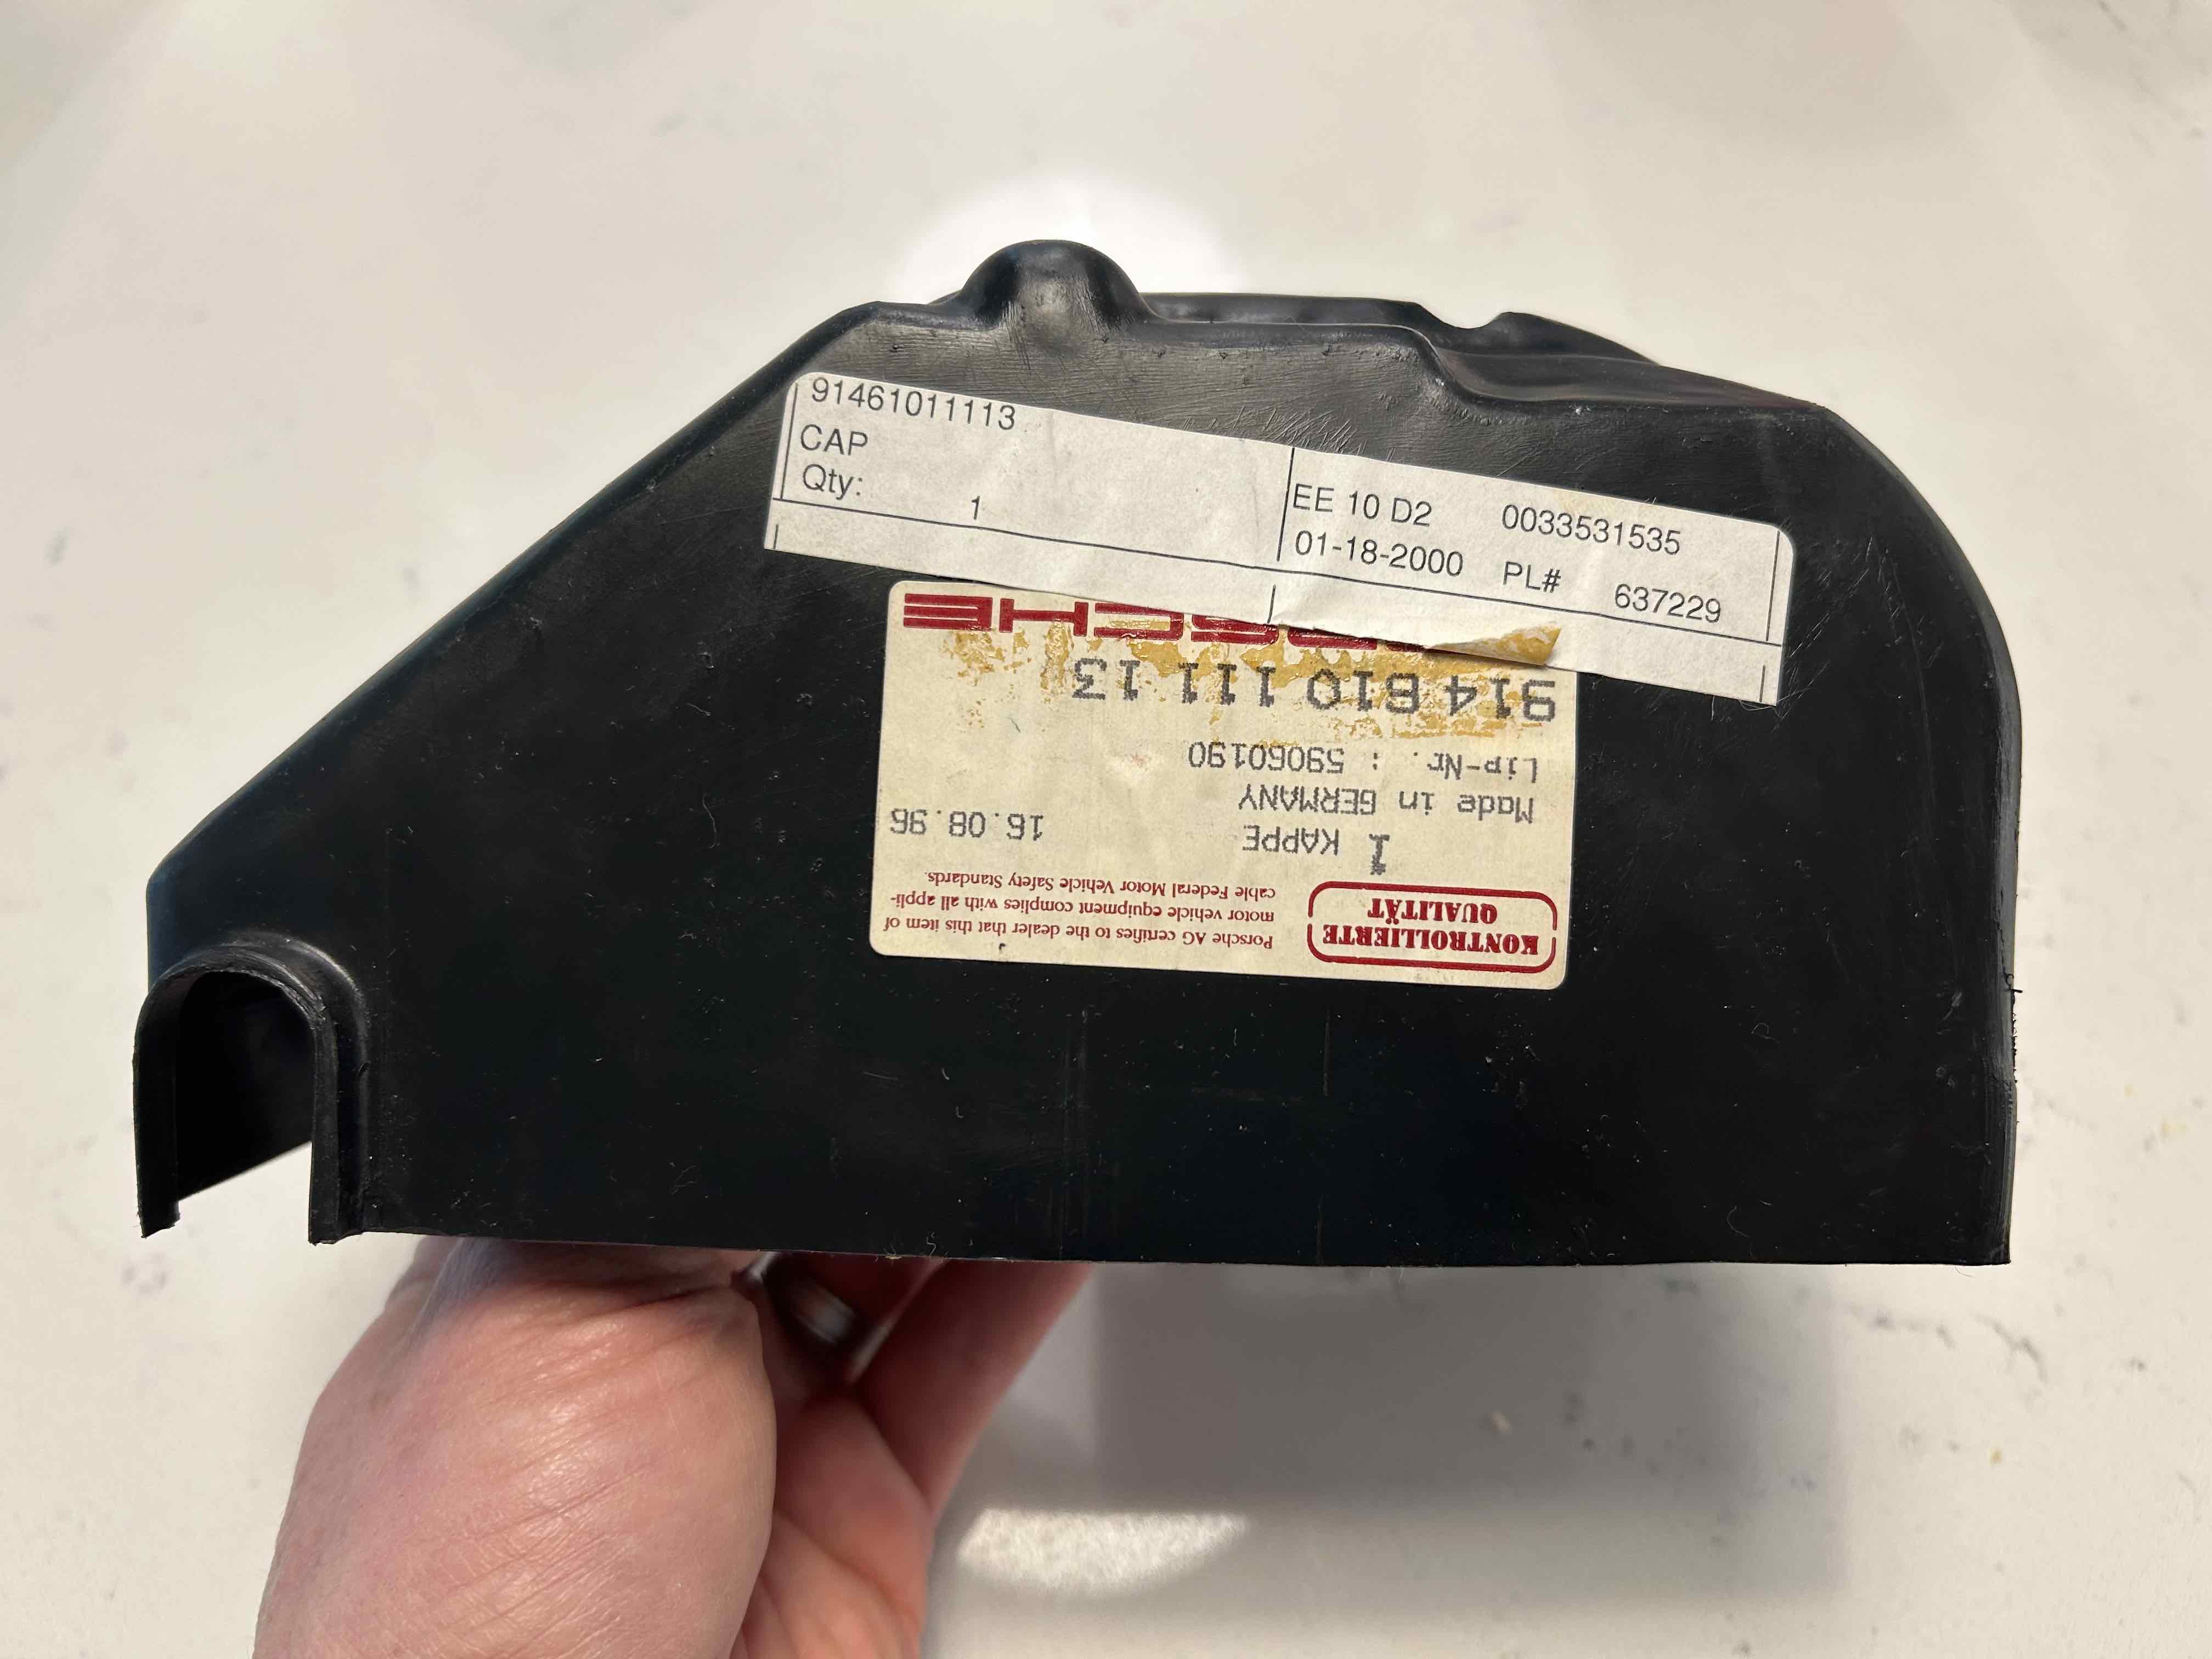 91461011113
CAP
Qty: 1
EE 10 D2 0033531535
01-18-2000 PL# 637229
PORSCHE
914 610 111 13
Lip-Nr. : 59060190
Made in GERMANY
1 KAPPE 16.08.96
KONTROLLIERTE
QUALITÄT
Porsche AG certifies to the dealer that this item of
motor vehicle equipment complies with all appli-
cable Federal Motor Vehicle Safety Standards.